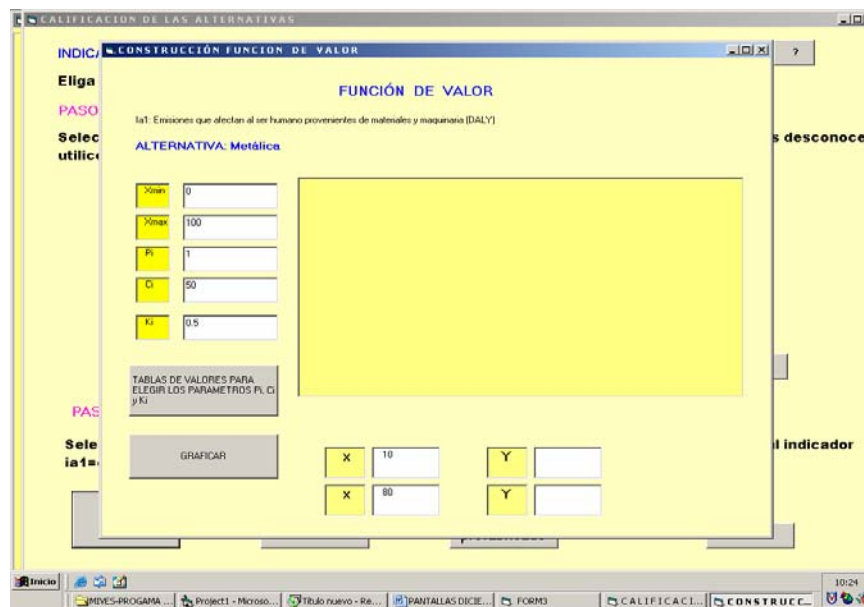 CALIFICACION DE LAS ALTERNATIVAS
CONSTRUCCIÓN FUNCION DE VALOR
?
Eliga
PASO
Selec
utilic
s desconoce
FUNCIÓN DE VALOR
Ia1: Emisiones que afectan al ser humano provenientes de materiales y maquinaria (DALY)
ALTERNATIVA: Metálica
Xmin 0
Xmax 100
Pi 1
Ci 50
Ki 0.5
TABLAS DE VALORES PARA
ELEGIR LOS PARAMETROS Pi, Ci
y Ki
GRAFICAR
X 10 Y
X 80 Y
PAS
Sele
ia1=
al indicador
Inicio
10:24
MIVES-PROGAMA ...
Project1 - Microso...
Título nuevo - Re...
PANTALLAS DICIE...
FORM3
CALIFICACI...
CONSTRUCC...